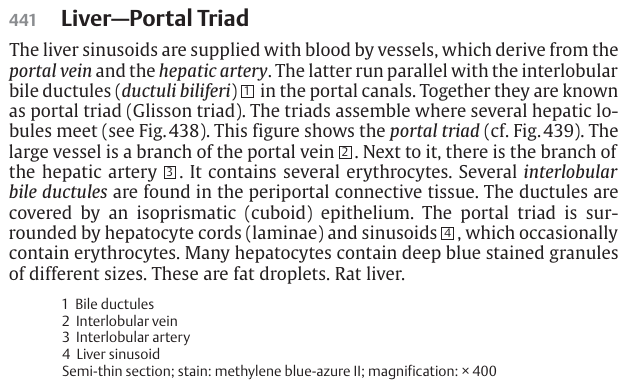 441 Liver—Portal Triad
The liver sinusoids are supplied with blood by vessels, which derive from the
portal vein and the hepatic artery. The latter run parallel with the interlobular
bile ductules (ductuli biliferi) 1 in the portal canals. Together they are known
as portal triad (Glisson triad). The triads assemble where several hepatic lo-
bules meet (see Fig. 438). This figure shows the portal triad (cf. Fig. 439). The
large vessel is a branch of the portal vein 2. Next to it, there is the branch of
the hepatic artery 3. It contains several erythrocytes. Several interlobular
bile ductules are found in the periportal connective tissue. The ductules are
covered by an isoprismatic (cuboid) epithelium. The portal triad is sur-
rounded by hepatocyte cords (laminae) and sinusoids 4, which occasionally
contain erythrocytes. Many hepatocytes contain deep blue stained granules
of different sizes. These are fat droplets. Rat liver.
1 Bile ductules
2 Interlobular vein
3 Interlobular artery
4 Liver sinusoid
Semi-thin section; stain: methylene blue-azure II; magnification: × 400